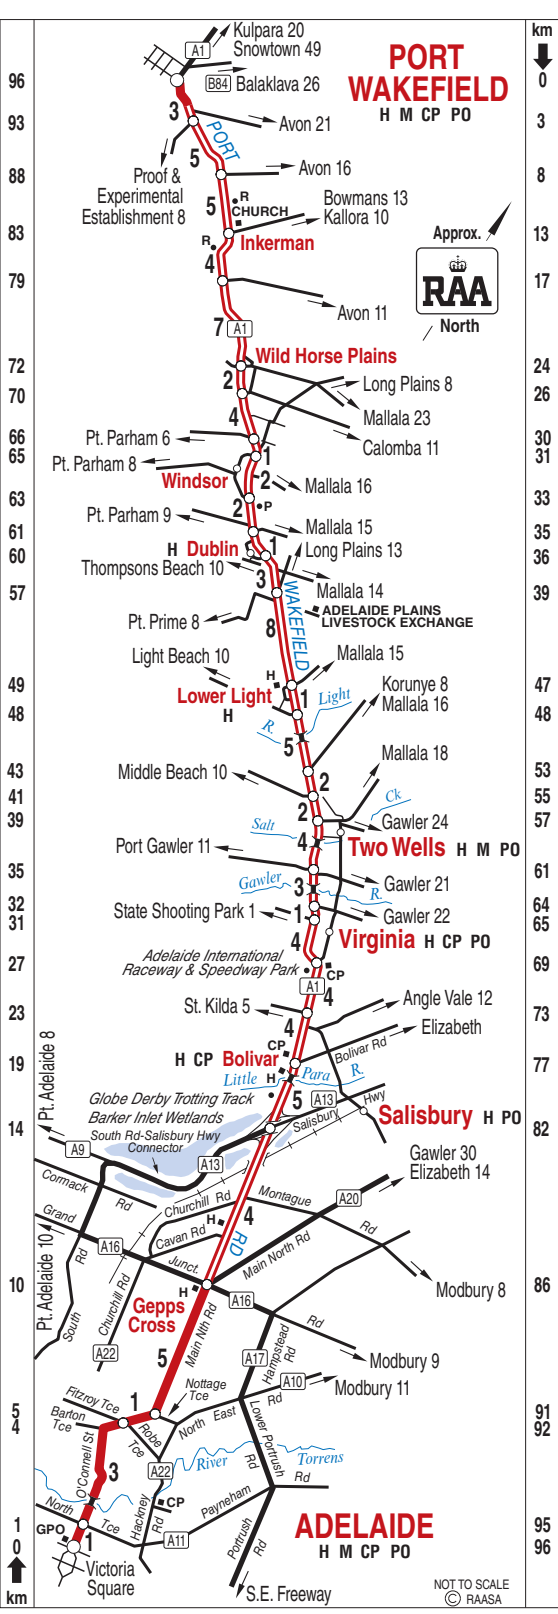 km
Kulpara 20
A1
Snowtown 49
PORT
WAKEFIELD
H M CP PO
96
B84
Balaklava 26
0
3
93
Avon 21
3
PORT
5
88
Proof &
Experimental
Establishment 8
Avon 16
8
5
R
CHURCH
Bowmans 13
Kallora 10
83
R
Inkerman
13
Approx.
RAA
North
4
79
17
Avon 11
7
A1
Wild Horse Plains
72
24
2
70
Long Plains 8
26
4
Mallala 23
66
Pt. Parham 6
Calomba 11
30
65
Pt. Parham 8
1
31
Windsor
2
Mallala 16
63
2
P
33
Pt. Parham 9
61
Mallala 15
35
60
H Dublin
1
Long Plains 13
36
Thompsons Beach 10
3
57
Mallala 14
39
WAKEFIELD
ADELAIDE PLAINS
LIVESTOCK EXCHANGE
Pt. Prime 8
8
Light Beach 10
Mallala 15
49
H
47
Lower Light
1
Korunye 8
Mallala 16
48
H
48
R.
Light
5
43
Middle Beach 10
Mallala 18
53
2
41
55
Ck
39
2
Gawler 24
57
Salt
4
Two Wells H M PO
Port Gawler 11
35
61
Gawler
3
Gawler 21
R.
32
State Shooting Park 1
Gawler 22
64
31
1
65
4
Virginia H CP PO
Adelaide International
Raceway & Speedway Park
27
CP
69
A1
4
23
St. Kilda 5
Angle Vale 12
73
4
Elizabeth
CP
Bolivar Rd
19
H CP Bolivar
77
H
Little
Para
R.
Pt. Adelaide 8
Globe Derby Trotting Track
5
A13
Hwy
Barker Inlet Wetlands
Salisbury
Salisbury H PO
14
South Rd-Salisbury Hwy
Connector
82
A9
A13
Gawler 30
Elizabeth 14
Cormack
Rd
Churchill Rd
4
Montague
A20
Grand
H
Rd
Cavan Rd
RD
Pt. Adelaide 10
Rd
A16
Junct.
Main North Rd
10
H
86
Modbury 8
South
Churchill Rd
Gepps
Cross
A16
Rd
A22
Main Nth Rd
Hampstead
Rd
Modbury 9
5
A17
A10
Modbury 11
Nottage
Tce
Fitzroy Tce
1
Rd
5
Barton
Tce
Robe
Tce
North
East
91
4
92
O'Connell St
Lower Portrush
Rd
3
A22
River
Torrens
Hackney
Rd
CP
Rd
North
Payneham
1
Tce
95
GPO
A11
Rd
ADELAIDE
0
1
H M CP PO
96
Victoria
Square
Portrush
Rd
S.E. Freeway
NOT TO SCALE
© RAASA
km